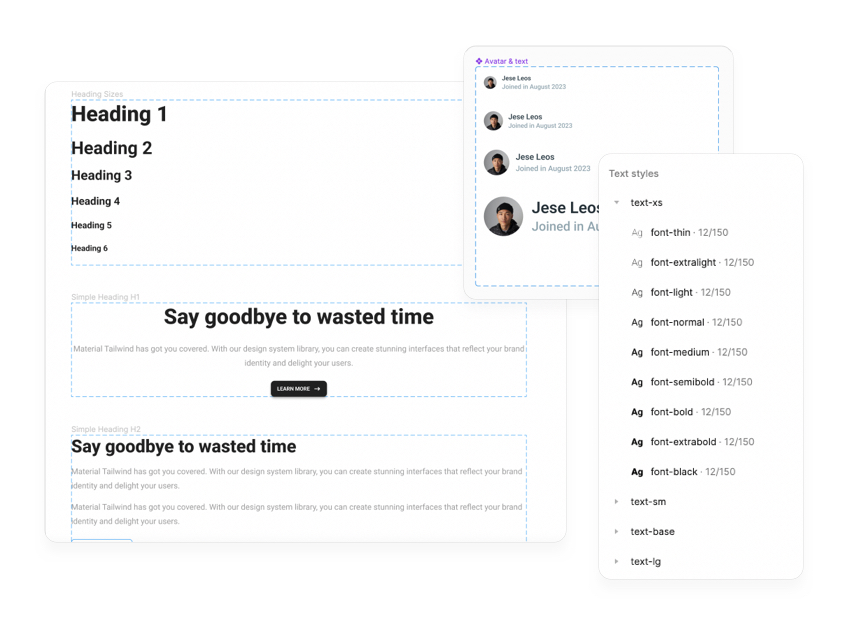 Heading Sizes
Heading 1
Heading 2
Heading 3
Heading 4
Heading 5
Heading 6
Simple Heading H1
Say goodbye to wasted time
Material Tailwind has got you covered. With our design system library, you can create stunning interfaces that reflect your brand
identity and delight your users.
LEARN MORE →
Simple Heading H2
Say goodbye to wasted time
Material Tailwind has got you covered. With our design system library, you can create stunning interfaces that reflect your brand
identity and delight your users.
Material Tailwind has got you covered. With our design system library, you can create stunning interfaces that reflect your brand
identity and delight your users.
Avatar & text
Jese Leos
Joined in August 2023
Jese Leos
Joined in August 2023
Jese Leos
Joined in August 2023
Jese Leos
Joined in Au
Text styles
text-xs
Ag font-thin · 12/150
Ag font-extralight · 12/150
Ag font-light · 12/150
Ag font-normal · 12/150
Ag font-medium · 12/150
Ag font-semibold · 12/150
Ag font-bold · 12/150
Ag font-extrabold · 12/150
Ag font-black · 12/150
text-sm
text-base
text-lg